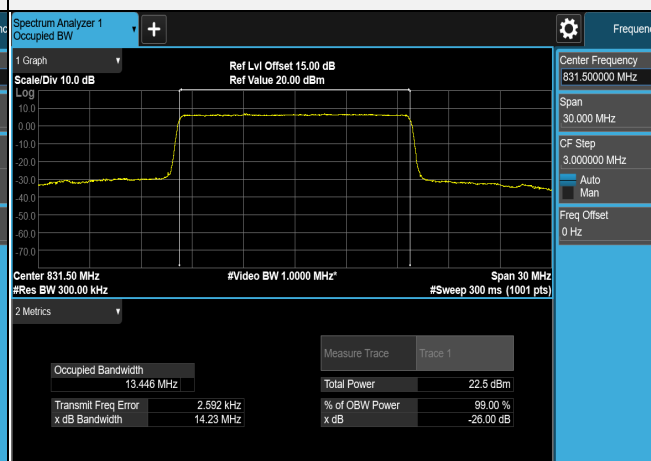 Spectrum Analyzer 1
Occupied BW
+
Frequen
1 Graph
Ref Lvl Offset 15.00 dB
Scale/Div 10.0 dB
Ref Value 20.00 dBm
Log
10.0
0.00
-10.0
-20.0
-30.0
-40.0
-50.0
-60.0
-70.0
Center 831.50 MHz
#Video BW 1.0000 MHz*
Span 30 MHz
#Res BW 300.00 kHz
#Sweep 300 ms (1001 pts)
Center Frequency
831.500000 MHz
Span
30.000 MHz
CF Step
3.000000 MHz
Auto
Man
Freq Offset
0 Hz
2 Metrics
Measure Trace Trace 1
Occupied Bandwidth
13.446 MHz
Total Power 22.5 dBm
Transmit Freq Error 2.592 kHz
% of OBW Power 99.00 %
x dB Bandwidth 14.23 MHz
x dB -26.00 dB